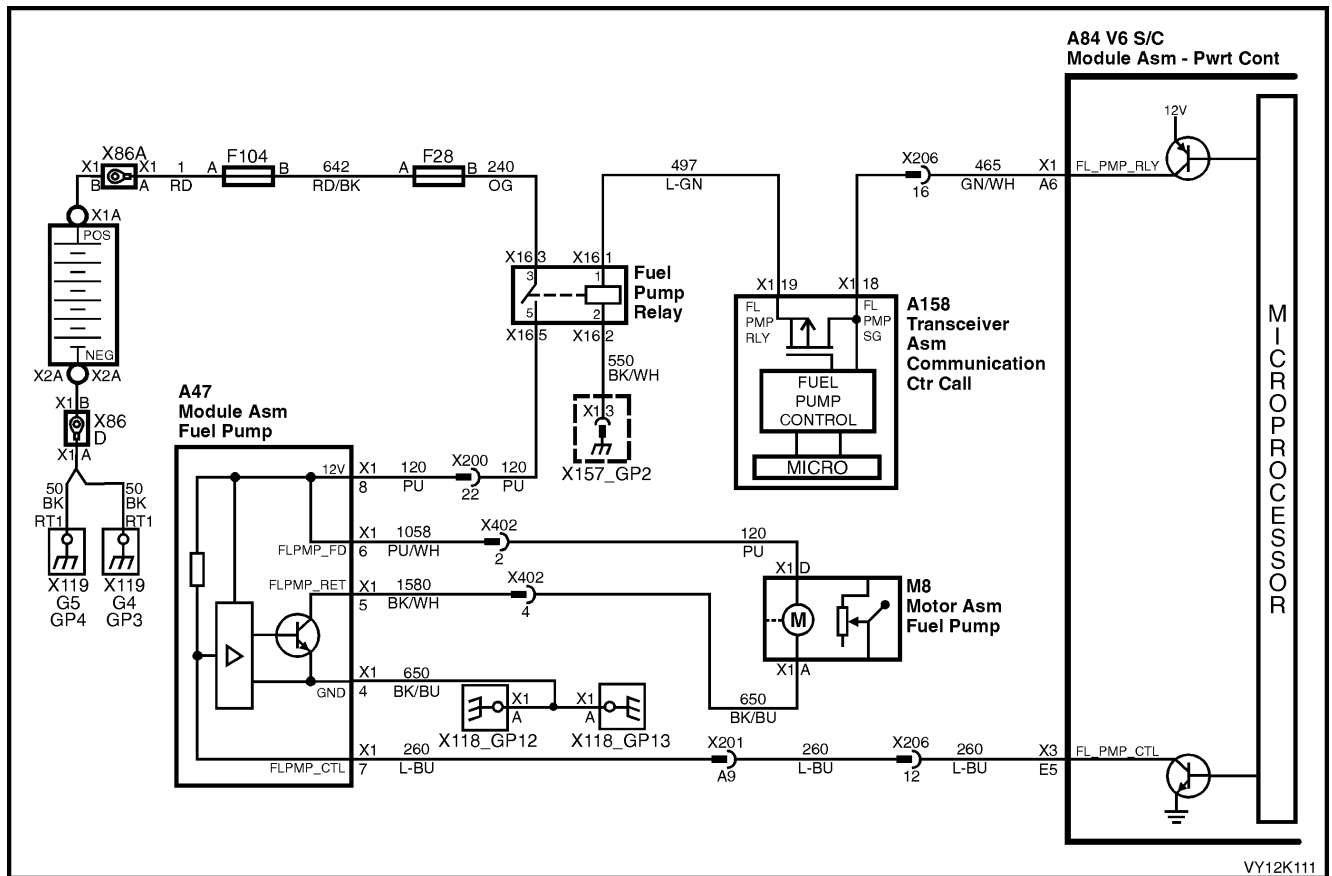 A84 V6 S/C
Module Asm - Pwrt Cont
12V
X86A
X1 X1
B A
1
RD
A F104 B
642
RD/BK
A F28 B
240
OG
497
L-GN
X206
16
465
GN/WH
X1
A6
FL_PMP_RLY
X1A
POS
NEG
X2A X2A
X1 B
X86
D
X1 A
50
BK
RT1
50
BK
RT1
X119
G5
GP4
X119
G4
GP3
X16 3
X16 1
3
1
5
2
X16 5
X16 2
Fuel
Pump
Relay
550
BK/WH
X1 3
X157_GP2
X1 19
X1 18
FL
PMP
RLY
FL
PMP
SG
FUEL
PUMP
CONTROL
MICRO
A158
Transceiver
Asm
Communication
Ctr Call
MICROPROCESSOR
A47
Module Asm
Fuel Pump
12V
X1
8
120
PU
X200
22
120
PU
FLPMP_FD
X1
6
1058
PU/WH
X402
2
120
PU
FLPMP_RET
X1
5
1580
BK/WH
X402
4
X1 D
M
X1 A
M8
Motor Asm
Fuel Pump
GND
X1
4
650
BK/BU
X1
A
X118_GP12
X1
A
X118_GP13
650
BK/BU
FLPMP_CTL
X1
7
260
L-BU
X201
A9
260
L-BU
X206
12
260
L-BU
X3
E5
FL_PMP_CTL
VY12K111